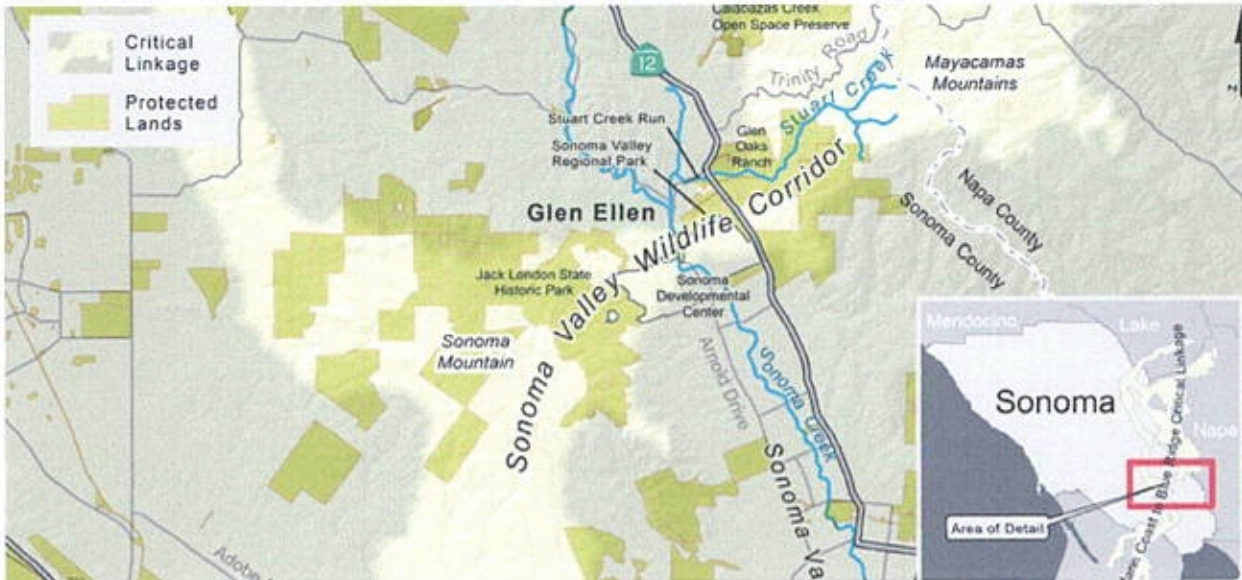 Critical
Linkage
Protected
Lands
Calabazas Creek
Open Space Preserve
12
Trinity Road
Stuart Creek
Mayacamas
Mountains
Stuart Creek Run
Sonoma Valley
Regional Park
Glen
Oaks
Ranch
Glen Ellen
Napa County
Sonoma County
Jack London State
Historic Park
Sonoma
Developmental
Center
Sonoma
Mountain
Sonoma Valley Wildlife Corridor
Arnold Drive
Sonoma Creek
Sonoma
Adobe
Mendocino
Lake
Sonoma
Napa
Coast to Blue Ridge Critical Linkage
Area of Detail